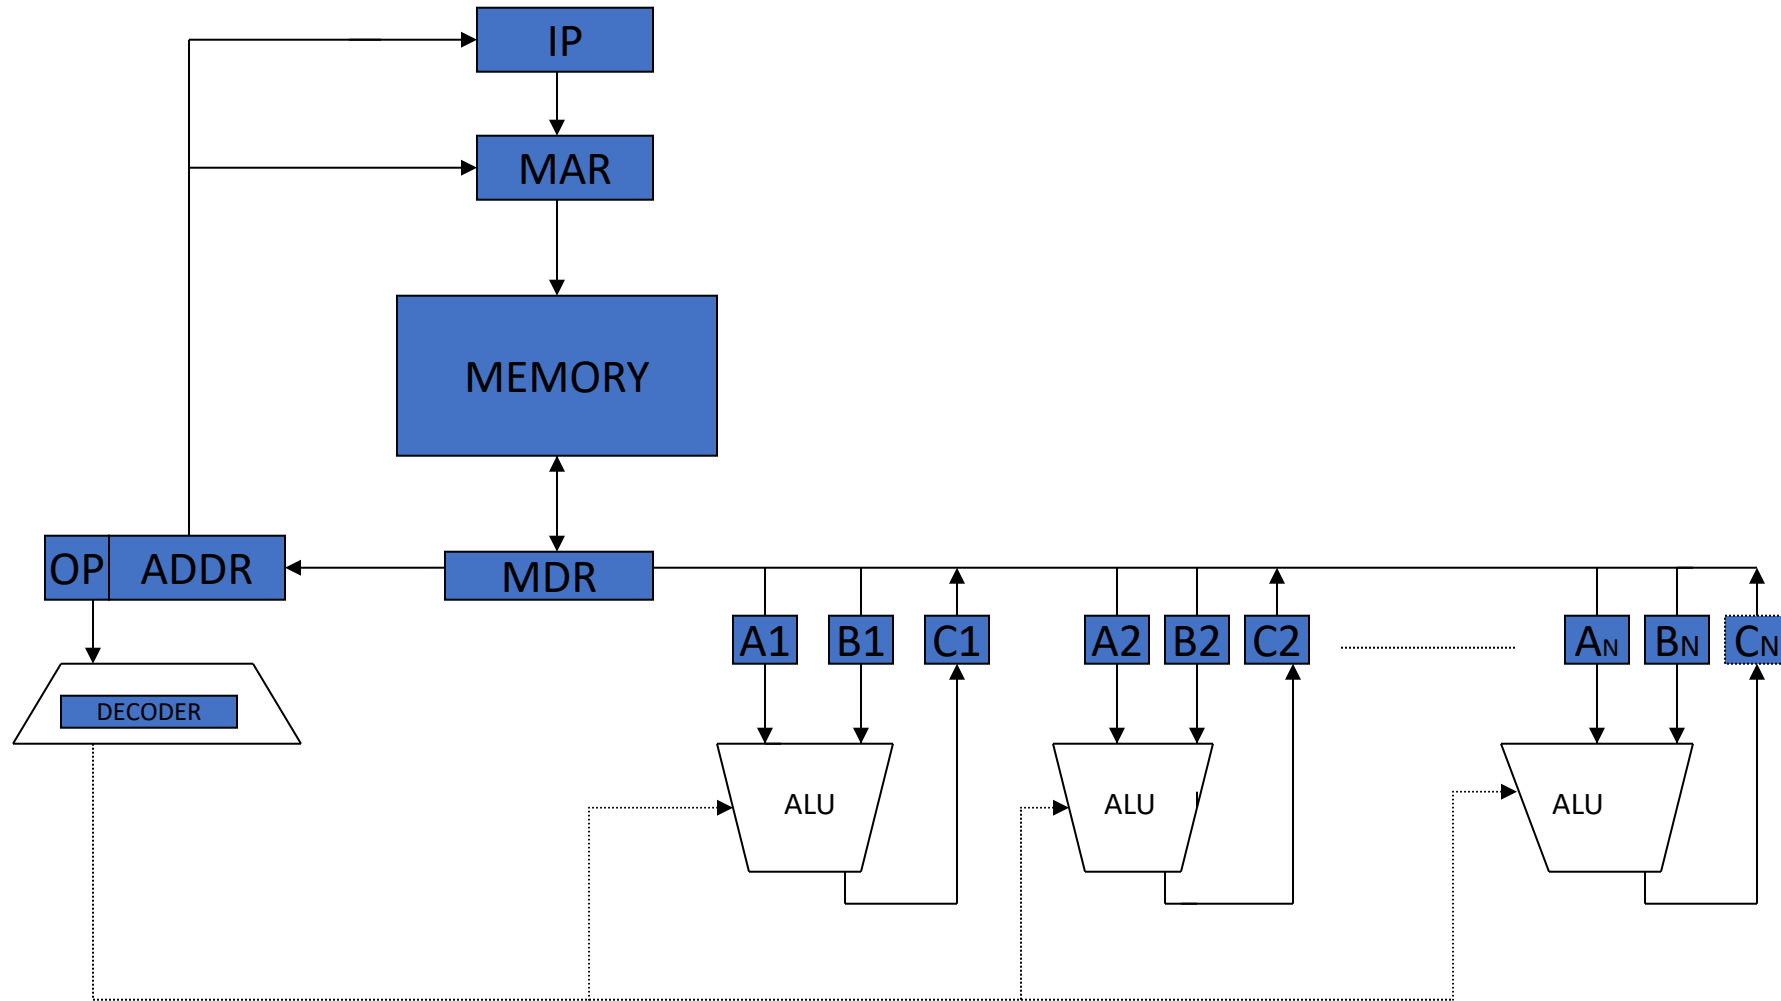 IP
MAR
MEMORY
OP ADDR
MDR
A1 B1 C1 A2 B2 C2 AN BN CN
DECODER
ALU ALU ALU